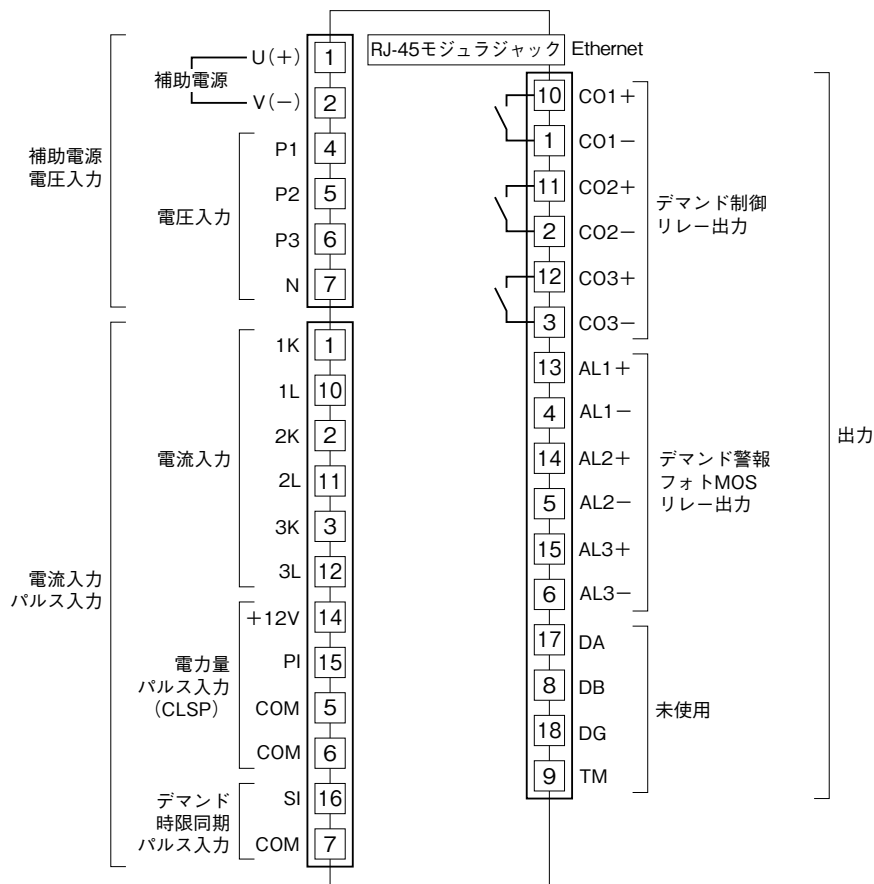 RJ-45モジュラジャック Ethernet
補助電源
電圧入力
補助電源
U(+) 1
V(−) 2
電圧入力
P1 4
P2 5
P3 6
N 7
電流入力
パルス入力
電流入力
1K 1
1L 10
2K 2
2L 11
3K 3
3L 12
電力量
パルス入力
(CLSP)
+12V 14
PI 15
COM 5
COM 6
デマンド
時限同期
パルス入力
SI 16
COM 7
10 CO1+
1 CO1−
11 CO2+
2 CO2−
12 CO3+
3 CO3−
デマンド制御
リレー出力
13 AL1+
4 AL1−
14 AL2+
5 AL2−
15 AL3+
6 AL3−
デマンド警報
フォトMOS
リレー出力
17 DA
8 DB
18 DG
9 TM
未使用
出力